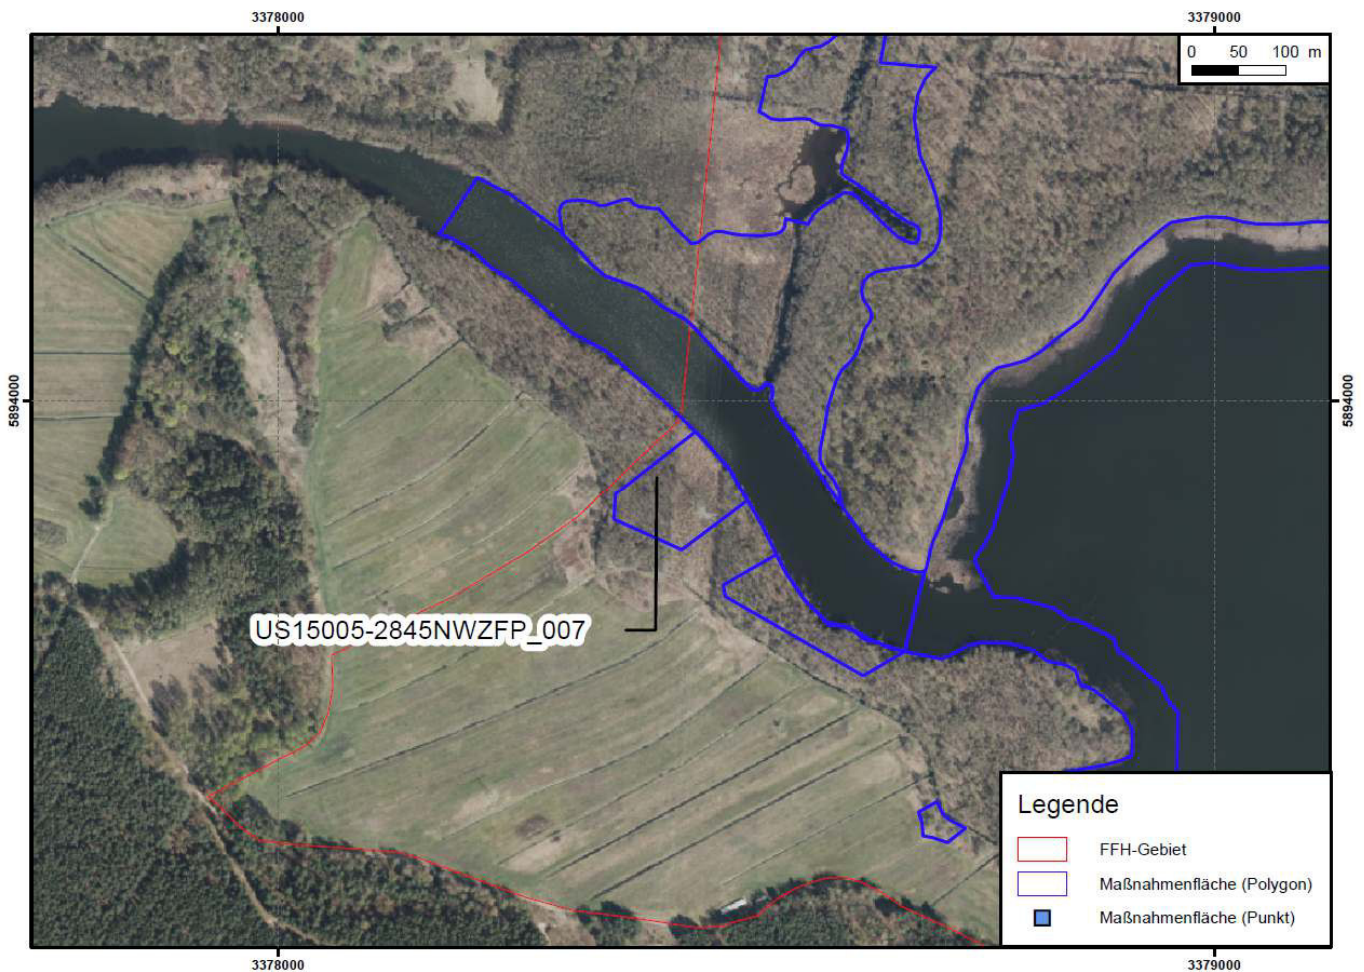 3378000
3379000
0 50 100 m
5894000
5894000
US15005-2845NWZFP_007
Legende
FFH-Gebiet
Maßnahmenfläche (Polygon)
Maßnahmenfläche (Punkt)
3378000
3379000